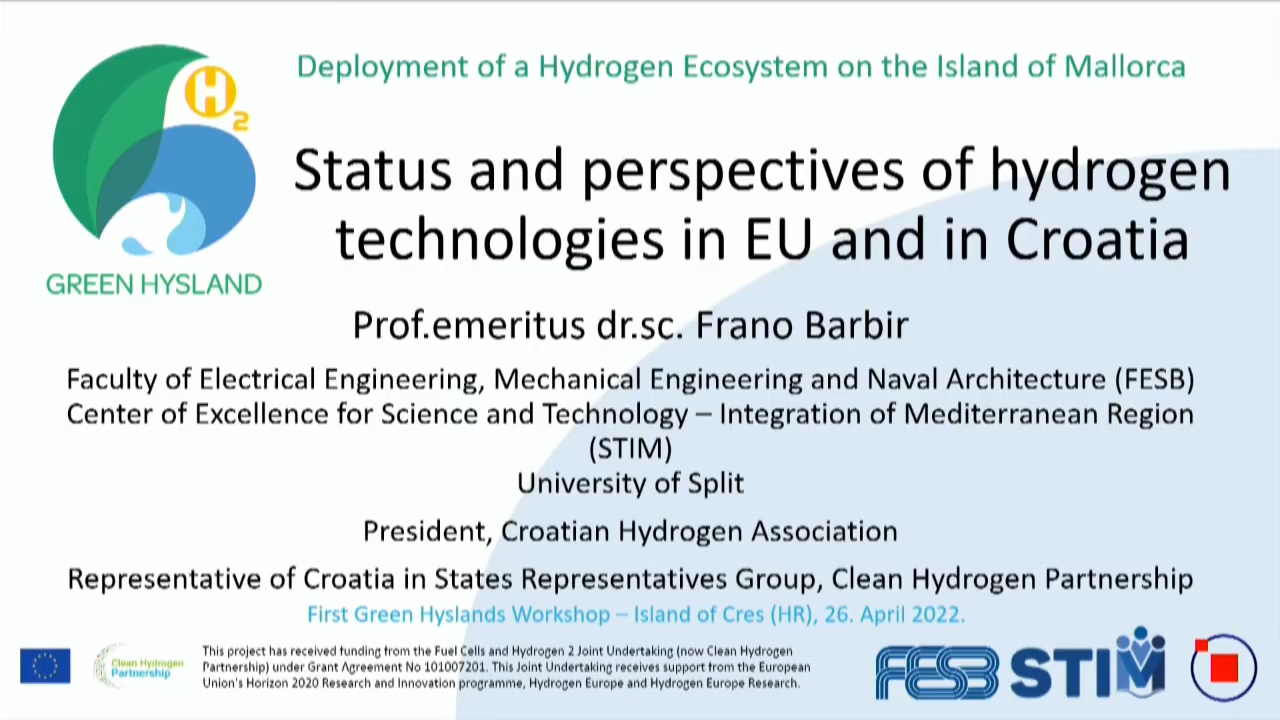 Deployment of a Hydrogen Ecosystem on the Island of Mallorca
H2
GREEN HYSLAND
Status and perspectives of hydrogen
technologies in EU and in Croatia
Prof.emeritus dr.sc. Frano Barbir
Faculty of Electrical Engineering, Mechanical Engineering and Naval Architecture (FESB)
Center of Excellence for Science and Technology – Integration of Mediterranean Region
(STIM)
University of Split
President, Croatian Hydrogen Association
Representative of Croatia in States Representatives Group, Clean Hydrogen Partnership
First Green Hyslands Workshop – Island of Cres (HR), 26. April 2022.
Clean Hydrogen
Partnership
This project has received funding from the Fuel Cells and Hydrogen 2 Joint Undertaking (now Clean Hydrogen
Partnership) under Grant Agreement No 101007201. This Joint Undertaking receives support from the European
Union's Horizon 2020 Research and Innovation programme, Hydrogen Europe and Hydrogen Europe Research.
FESB
STIM